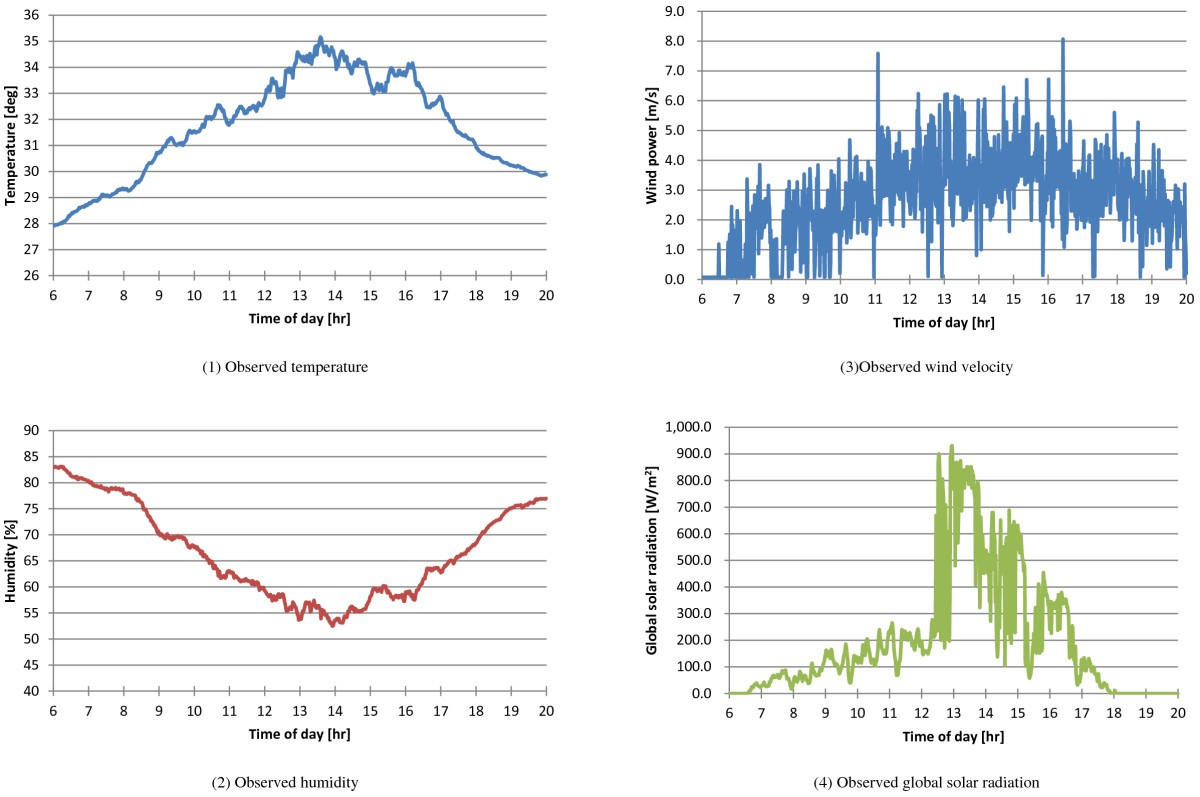 36
35
34
33
32
31
30
29
28
27
26
Temperature [deg]
6 7 8 9 10 11 12 13 14 15 16 17 18 19 20
Time of day [hr]
(1) Observed temperature
9.0
8.0
7.0
6.0
5.0
4.0
3.0
2.0
1.0
0.0
Wind power [m/s]
6 7 8 9 10 11 12 13 14 15 16 17 18 19 20
Time of day [hr]
(3)Observed wind velocity
90
85
80
75
70
65
60
55
50
45
40
Humidity [%]
6 7 8 9 10 11 12 13 14 15 16 17 18 19 20
Time of day [hr]
(2) Observed humidity
1,000.0
900.0
800.0
700.0
600.0
500.0
400.0
300.0
200.0
100.0
0.0
Global solar radiation [W/m²]
6 7 8 9 10 11 12 13 14 15 16 17 18 19 20
Time of day [hr]
(4) Observed global solar radiation